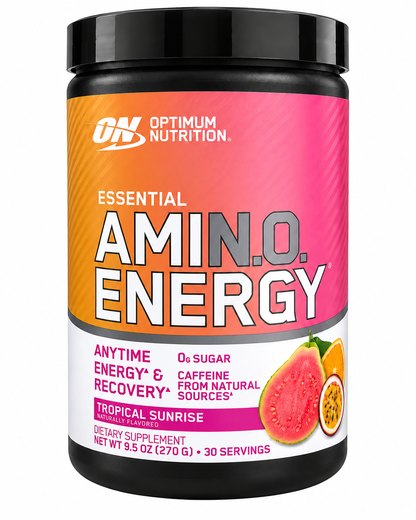 ON OPTIMUM
NUTRITION®
ESSENTIAL
AMIN.O.
ENERGY®
ANYTIME
ENERGY▲ &
RECOVERY▲
0G SUGAR
CAFFEINE
FROM NATURAL
SOURCES▲
TROPICAL SUNRISE
NATURALLY FLAVORED
DIETARY SUPPLEMENT
NET WT 9.5 OZ (270 G) • 30 SERVINGS